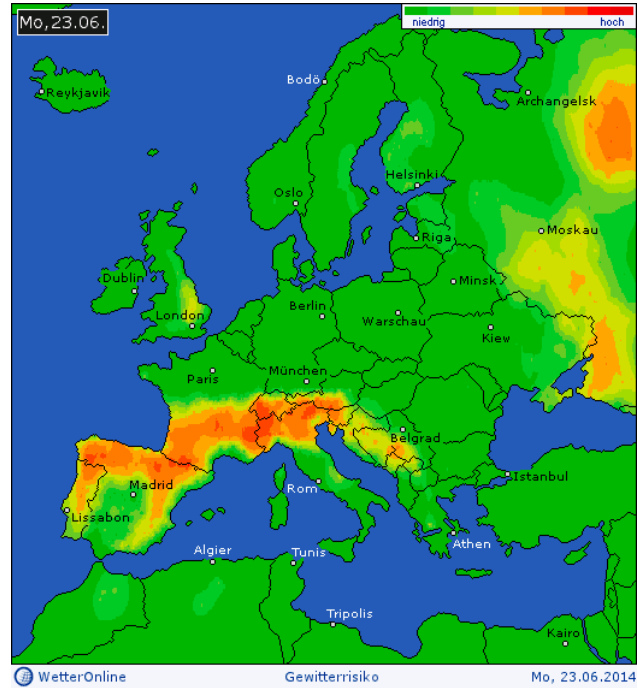 Mo,23.06.
niedrig hoch
Reykjavik
Bodö
Archangelsk
Helsinki
Oslo
Riga
Moskau
Dublin
Minsk
Berlin
London
Warschau
Kiew
Paris
München
Belgrad
Madrid
Rom
Istanbul
Lissabon
Algier
Tunis
Athen
Tripolis
Kairo
WetterOnline Gewitterrisiko Mo, 23.06.2014